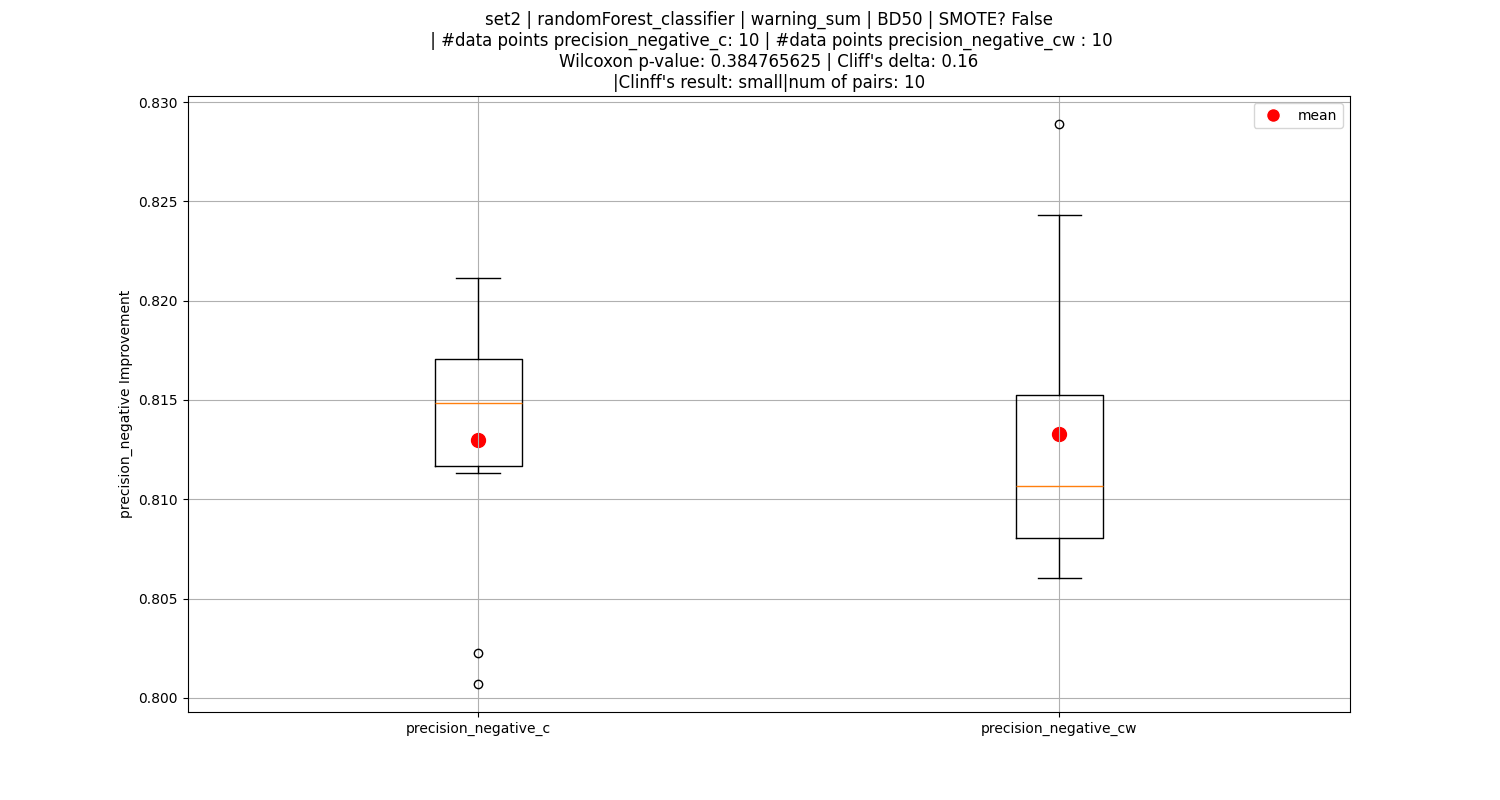 set2 | randomForest_classifier | warning_sum | BD50 | SMOTE? False
| #data points precision_negative_c: 10 | #data points precision_negative_cw : 10
Wilcoxon p-value: 0.384765625 | Cliff's delta: 0.16
|Clinff's result: small|num of pairs: 10
mean
0.830
0.825
0.820
0.815
0.810
0.805
0.800
precision_negative Improvement
precision_negative_c
precision_negative_cw